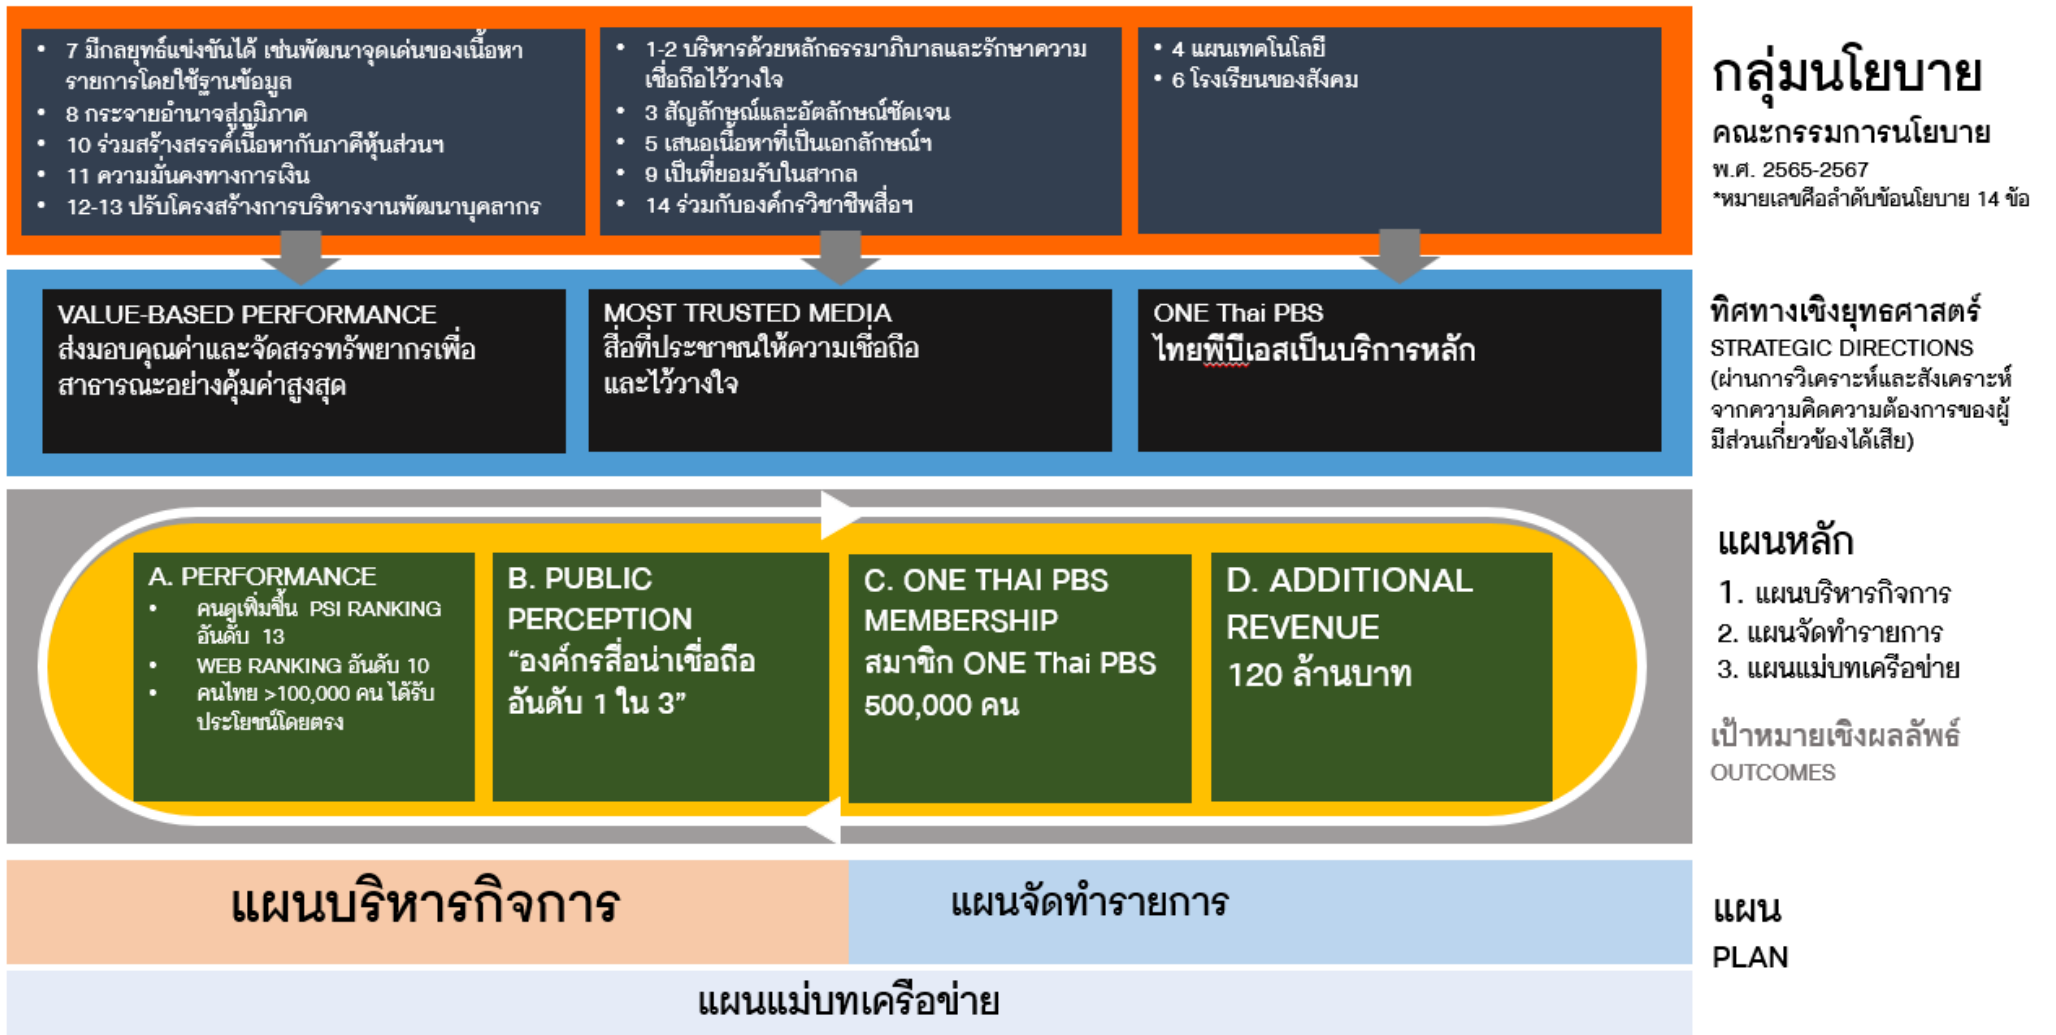 • 7 มีกลยุทธ์แข่งขันได้ เช่นพัฒนาจุดเด่นของเนื้อหา
รายการโดยใช้ฐานข้อมูล
• 8 กระจายอำนาจสู่ภูมิภาค
• 10 ร่วมสร้างสรรค์เนื้อหากับภาคีหุ้นส่วนฯ
• 11 ความมั่นคงทางการเงิน
• 12-13 ปรับโครงสร้างการบริหารงานพัฒนาบุคลากร
• 1-2 บริหารด้วยหลักธรรมาภิบาลและรักษาความ
เชื่อถือไว้วางใจ
• 3 สัญลักษณ์และอัตลักษณ์ชัดเจน
• 5 เสนอเนื้อหาที่เป็นเอกลักษณ์ฯ
• 9 เป็นที่ยอมรับในสากล
• 14 ร่วมกับองค์กรวิชาชีพสื่อฯ
• 4 แผนเทคโนโลยี
• 6 โรงเรียนของสังคม
กลุ่มนโยบาย
คณะกรรมการนโยบาย
พ.ศ. 2565-2567
*หมายเลขคือลำดับข้อนโยบาย 14 ข้อ
VALUE-BASED PERFORMANCE
ส่งมอบคุณค่าและจัดสรรทรัพยากรเพื่อ
สาธารณะอย่างคุ้มค่าสูงสุด
MOST TRUSTED MEDIA
สื่อที่ประชาชนให้ความเชื่อถือ
และไว้วางใจ
ONE Thai PBS
ไทยพีบีเอสเป็นบริการหลัก
ทิศทางเชิงยุทธศาสตร์
STRATEGIC DIRECTIONS
(ผ่านการวิเคราะห์และสังเคราะห์
จากความคิดความต้องการของผู้
มีส่วนเกี่ยวข้องได้เสีย)
A. PERFORMANCE
• คนดูเพิ่มขึ้น PSI RANKING
อันดับ 13
• WEB RANKING อันดับ 10
• คนไทย >100,000 คน ได้รับ
ประโยชน์โดยตรง
B. PUBLIC
PERCEPTION
“องค์กรสื่อน่าเชื่อถือ
อันดับ 1 ใน 3”
C. ONE THAI PBS
MEMBERSHIP
สมาชิก ONE Thai PBS
500,000 คน
D. ADDITIONAL
REVENUE
120 ล้านบาท
แผนหลัก
1. แผนบริหารกิจการ
2. แผนจัดทำรายการ
3. แผนแม่บทเครือข่าย
เป้าหมายเชิงผลลัพธ์
OUTCOMES
แผนบริหารกิจการ
แผนจัดทำรายการ
แผนแม่บทเครือข่าย
แผน
PLAN